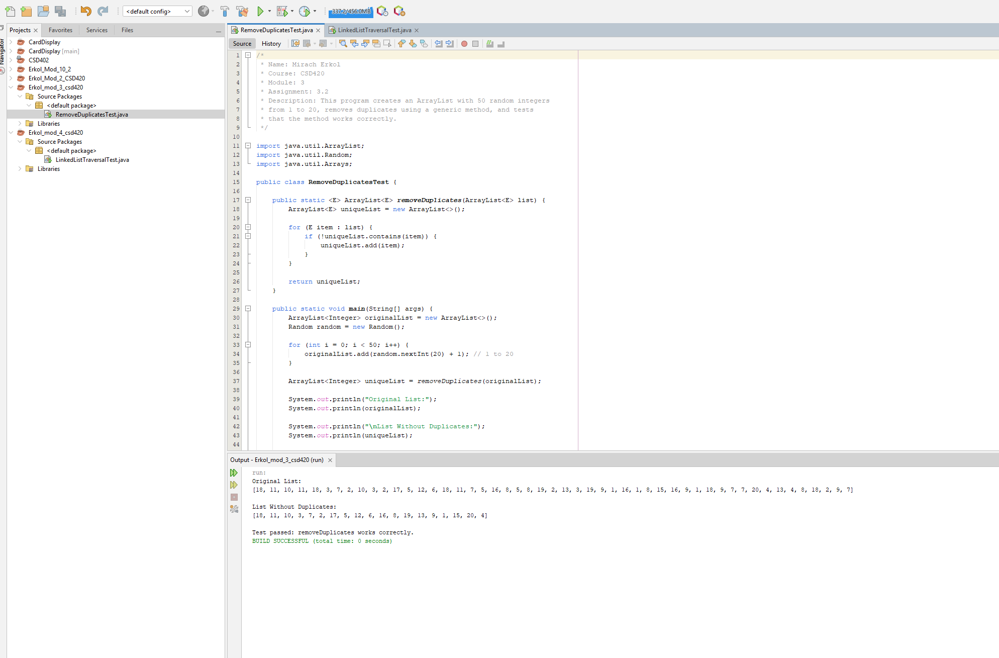 <default config>
337.2/456.0MB
Navigator
Projects
Favorites
Services
Files
CardDisplay
CardDisplay [main]
CSD402
Erkol_Mod_10_2
Erkol_Mod_2_CSD420
Erkol_mod_3_csd420
Source Packages
<default package>
RemoveDuplicatesTest.java
Libraries
Erkol_mod_4_csd420
Source Packages
<default package>
LinkedListTraversalTest.java
Libraries
RemoveDuplicatesTest.java
LinkedListTraversalTest.java
Source
History
1 /*
2 * Name: Mirach Erkol
3 * Course: CSD420
4 * Module: 3
5 * Assignment: 3.2
6 * Description: This program creates an ArrayList with 50 random integers
7 * from 1 to 20, removes duplicates using a generic method, and tests
8 * that the method works correctly.
9 */
10
11 import java.util.ArrayList;
12 import java.util.Random;
13 import java.util.Arrays;
14
15 public class RemoveDuplicatesTest {
16
17 public static <E> ArrayList<E> removeDuplicates(ArrayList<E> list) {
18 ArrayList<E> uniqueList = new ArrayList<>();
19
20 for (E item : list) {
21 if (!uniqueList.contains(item)) {
22 uniqueList.add(item);
23 }
24 }
25
26 return uniqueList;
27 }
28
29 public static void main(String[] args) {
30 ArrayList<Integer> originalList = new ArrayList<>();
31 Random random = new Random();
32
33 for (int i = 0; i < 50; i++) {
34 originalList.add(random.nextInt(20) + 1); // 1 to 20
35 }
36
37 ArrayList<Integer> uniqueList = removeDuplicates(originalList);
38
39 System.out.println("Original List:");
40 System.out.println(originalList);
41
42 System.out.println("\nList Without Duplicates:");
43 System.out.println(uniqueList);
44
Output - Erkol_mod_3_csd420 (run)
run:
Original List:
[18, 11, 10, 11, 18, 3, 7, 2, 10, 3, 2, 17, 5, 12, 6, 18, 11, 7, 5, 16, 8, 5, 8, 19, 2, 13, 3, 19, 9, 1, 16, 1, 8, 15, 16, 9, 1, 18, 9, 7, 7, 20, 4, 13, 4, 8, 18, 2, 9, 7]
List Without Duplicates:
[18, 11, 10, 3, 7, 2, 17, 5, 12, 6, 16, 8, 19, 13, 9, 1, 15, 20, 4]
Test passed: removeDuplicates works correctly.
BUILD SUCCESSFUL (total time: 0 seconds)